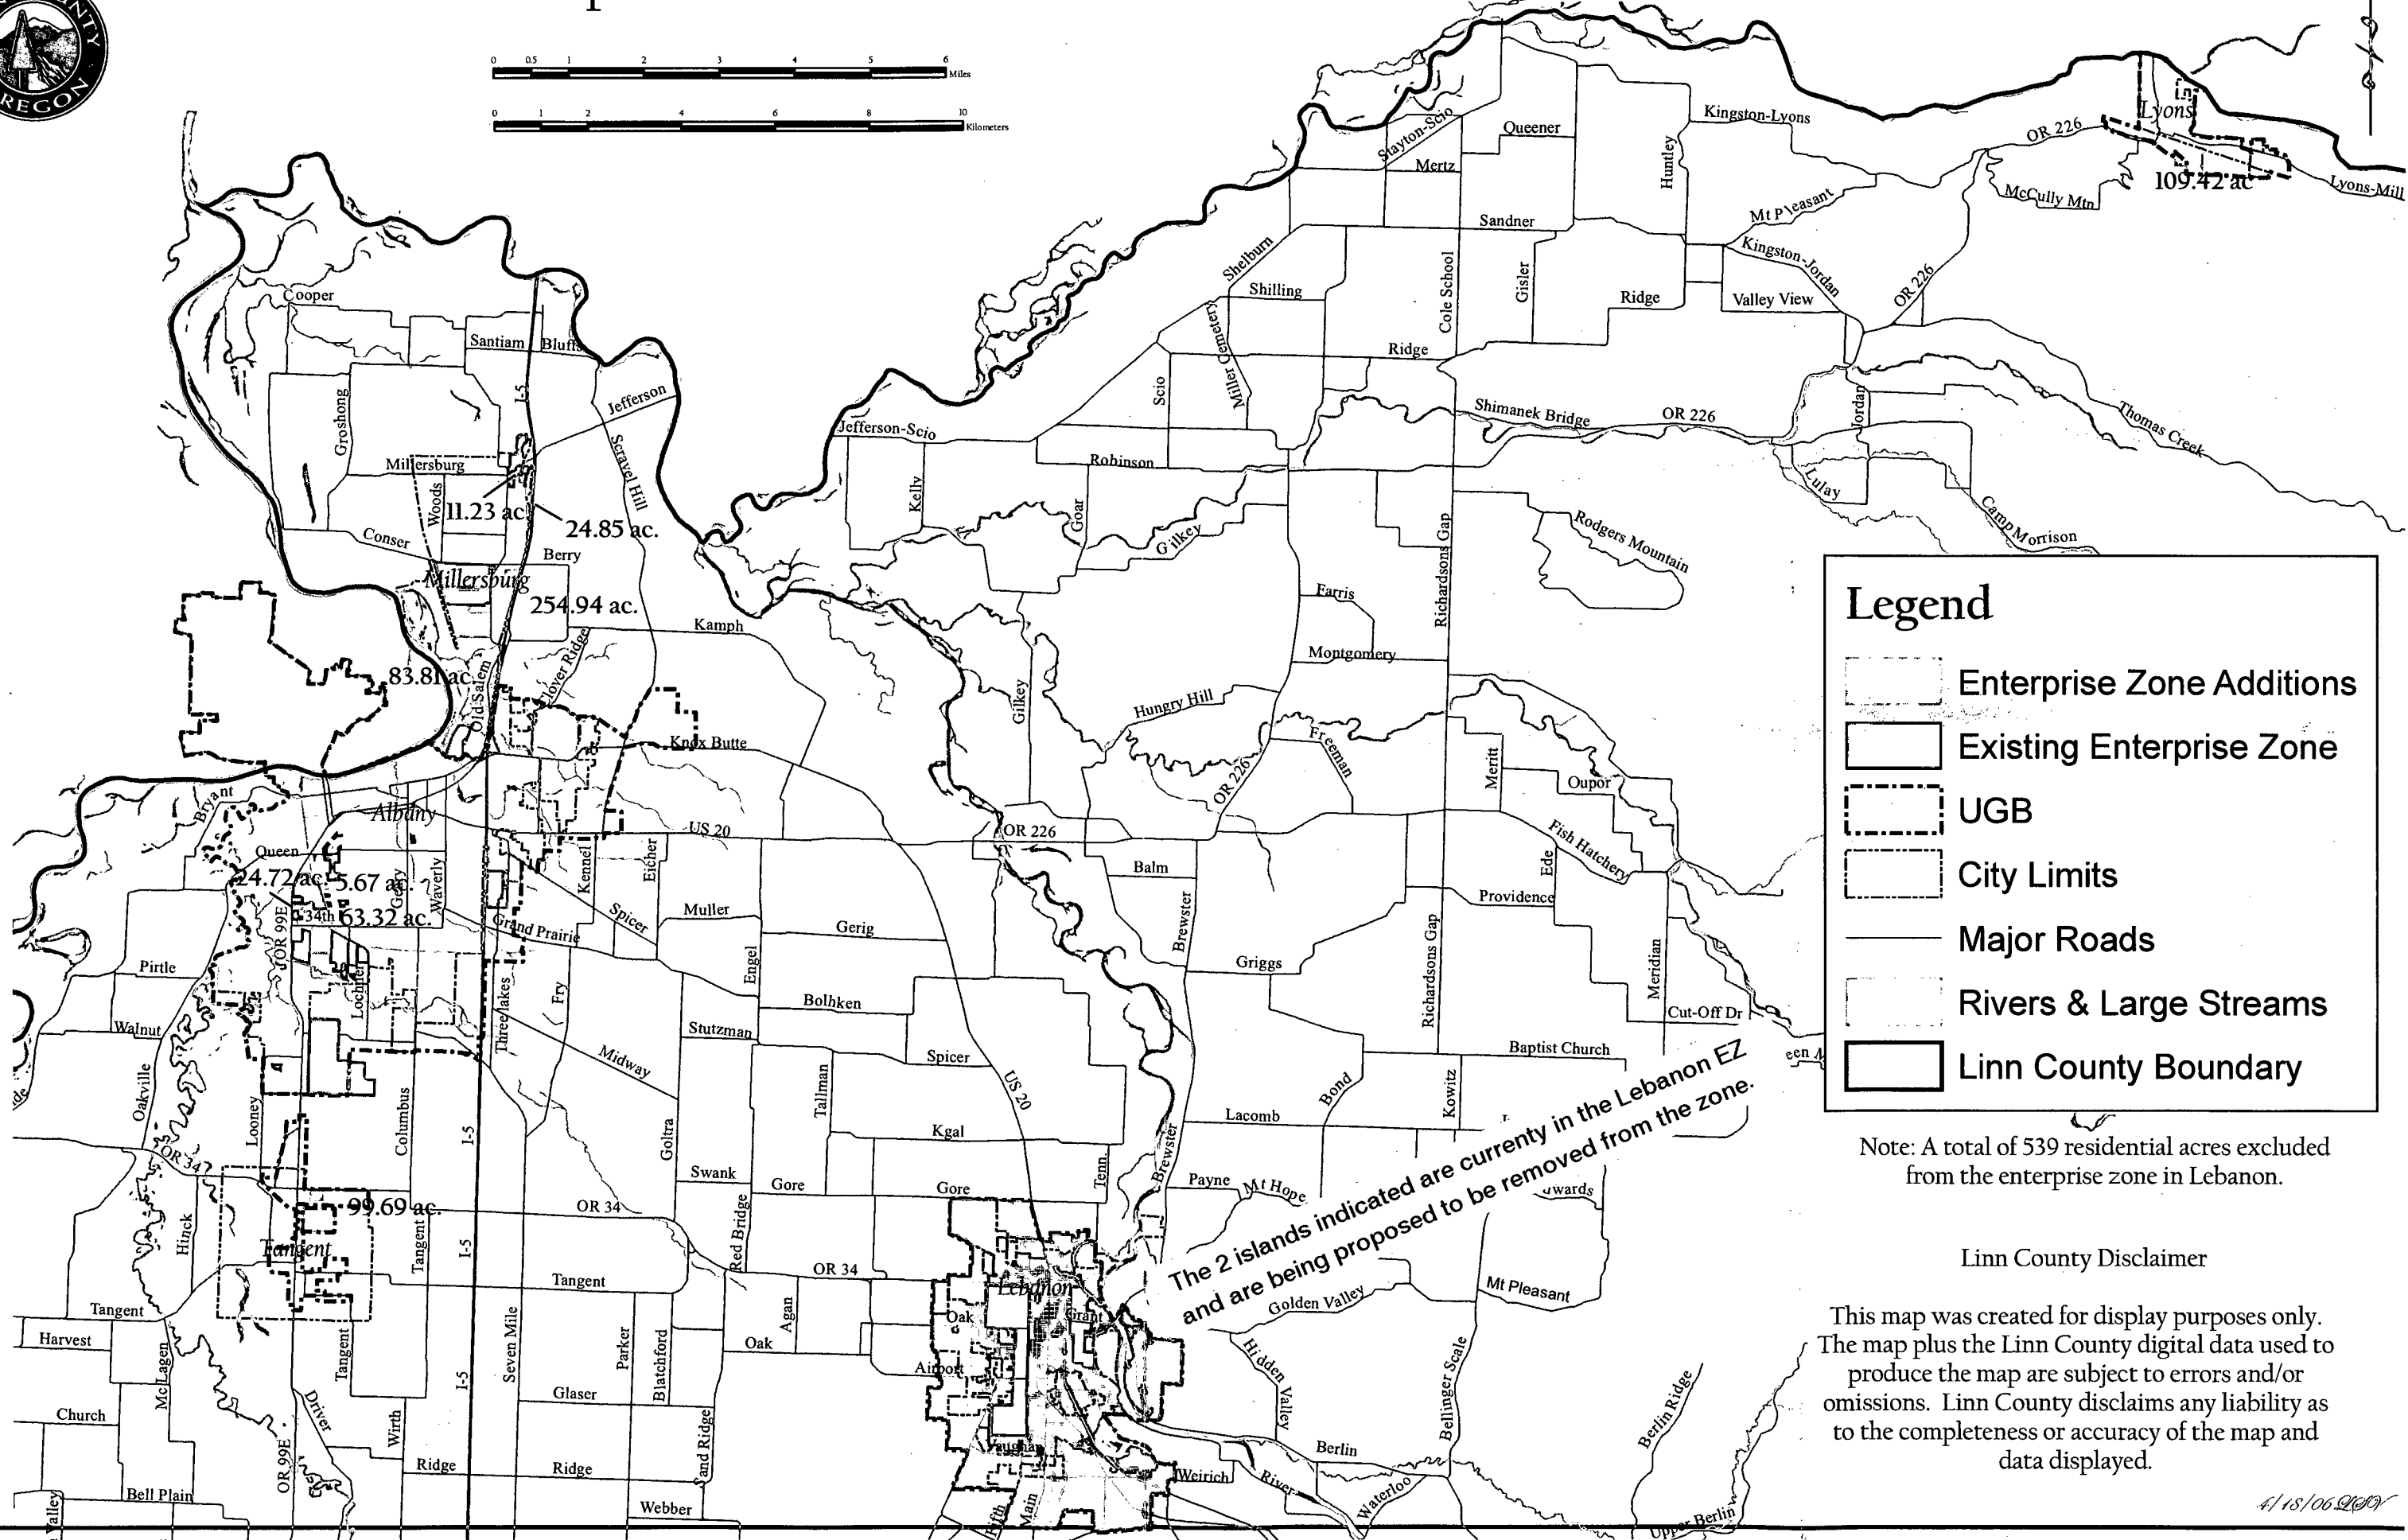 COUNTY
OREGON
0 0.5 1 2 3 4 5 6
Miles
0 1 2 4 6 8 10
Kilometers
Lyons
Kingston-Lyons
OR 226
Stayton-Scio
Queener
Mertz
Huntley
109.42 ac
Lyons-Mill
McCully Mtn
Mt Pleasant
Sandner
Kingston-Jordan
Shelburn
Cole School
Gisler
Shilling
Ridge
Valley View
OR 226
Cooper
Santiam Bluffs
Miller Cemetery
Ridge
I-5
Jefferson
Scio
Groshong
Jefferson-Scio
Shimanek Bridge
OR 226
Jordan
Thomas Creek
Scravel Hill
Millersburg
Robinson
Woods
Kelly
Lulay
11.23 ac
24.85 ac.
Goar
Gilkey
Richardsons Gap
Rodgers Mountain
Camp Morrison
Conser
Berry
Millersburg
254.94 ac.
Farris
Kamph
Montgomery
83.81 ac.
Old Salem
Clover Ridge
Gilkey
Hungry Hill
Knox Butte
Freeman
OR 226
Merritt
Oupor
Bryant
Albany
US 20
OR 226
Fish Hatchery
Queen
Kennel
Eicher
Balm
Ede
24.72 ac.
5.67 ac.
Geary
Waverly
Brewster
Providence
34th
63.32 ac.
Grand Prairie
Spicer
Muller
Gerig
OR 99E
Richardsons Gap
Meridian
Pirtle
Lochner
Engel
Griggs
Three lakes
Fry
Bolhken
Cut-Off Dr
Walnut
Stutzman
Midway
Spicer
Baptist Church
Oakville
Looney
Columbus
Tallman
US 20
Bond
Kowitz
I-5
Goltra
Kgal
Lacomb
Brewster
OR 34
Swank
Gore
Gore
Tenn
Payne
Mt Hope
The 2 islands indicated are currenty in the Lebanon EZ
and are being proposed to be removed from the zone.
99.69 ac.
OR 34
Hinck
Tangent
Tangent
I-5
Red Bridge
OR 34
Tangent
Lebanon
Mt Pleasant
Golden Valley
Tangent
Harvest
Oak
Grant
Agan
Oak
Tangent
Seven Mile
Parker
Blatchford
Airport
Mc Lagen
I-5
Glaser
Hidden Valley
Bellinger Scale
Berlin Ridge
Church
Driver
Wirth
Sand Ridge
Vaughan
Berlin
OR 99E
Ridge
Ridge
Weirich
River
Waterloo
Bell Plain
Webber
Valley
Fifth
Main
Upper Berlin
Legend
Enterprise Zone Additions
Existing Enterprise Zone
UGB
City Limits
Major Roads
Rivers & Large Streams
Linn County Boundary
Note: A total of 539 residential acres excluded
from the enterprise zone in Lebanon.
Linn County Disclaimer
This map was created for display purposes only.
The map plus the Linn County digital data used to
produce the map are subject to errors and/or
omissions. Linn County disclaims any liability as
to the completeness or accuracy of the map and
data displayed.
4/18/06